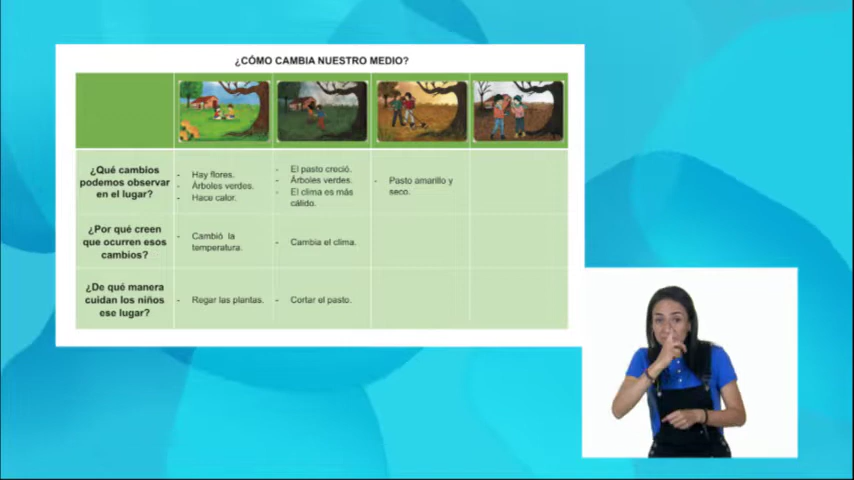 ¿CÓMO CAMBIA NUESTRO MEDIO?
¿Qué cambios
podemos observar
en el lugar?
- Hay flores.
- Árboles verdes.
- Hace calor.
- El pasto creció.
- Árboles verdes.
- El clima es más
cálido.
- Pasto amarillo y
seco.
¿Por qué creen
que ocurren esos
cambios?
- Cambió la
temperatura.
- Cambia el clima.
¿De qué manera
cuidan los niños
ese lugar?
- Regar las plantas.
- Cortar el pasto.